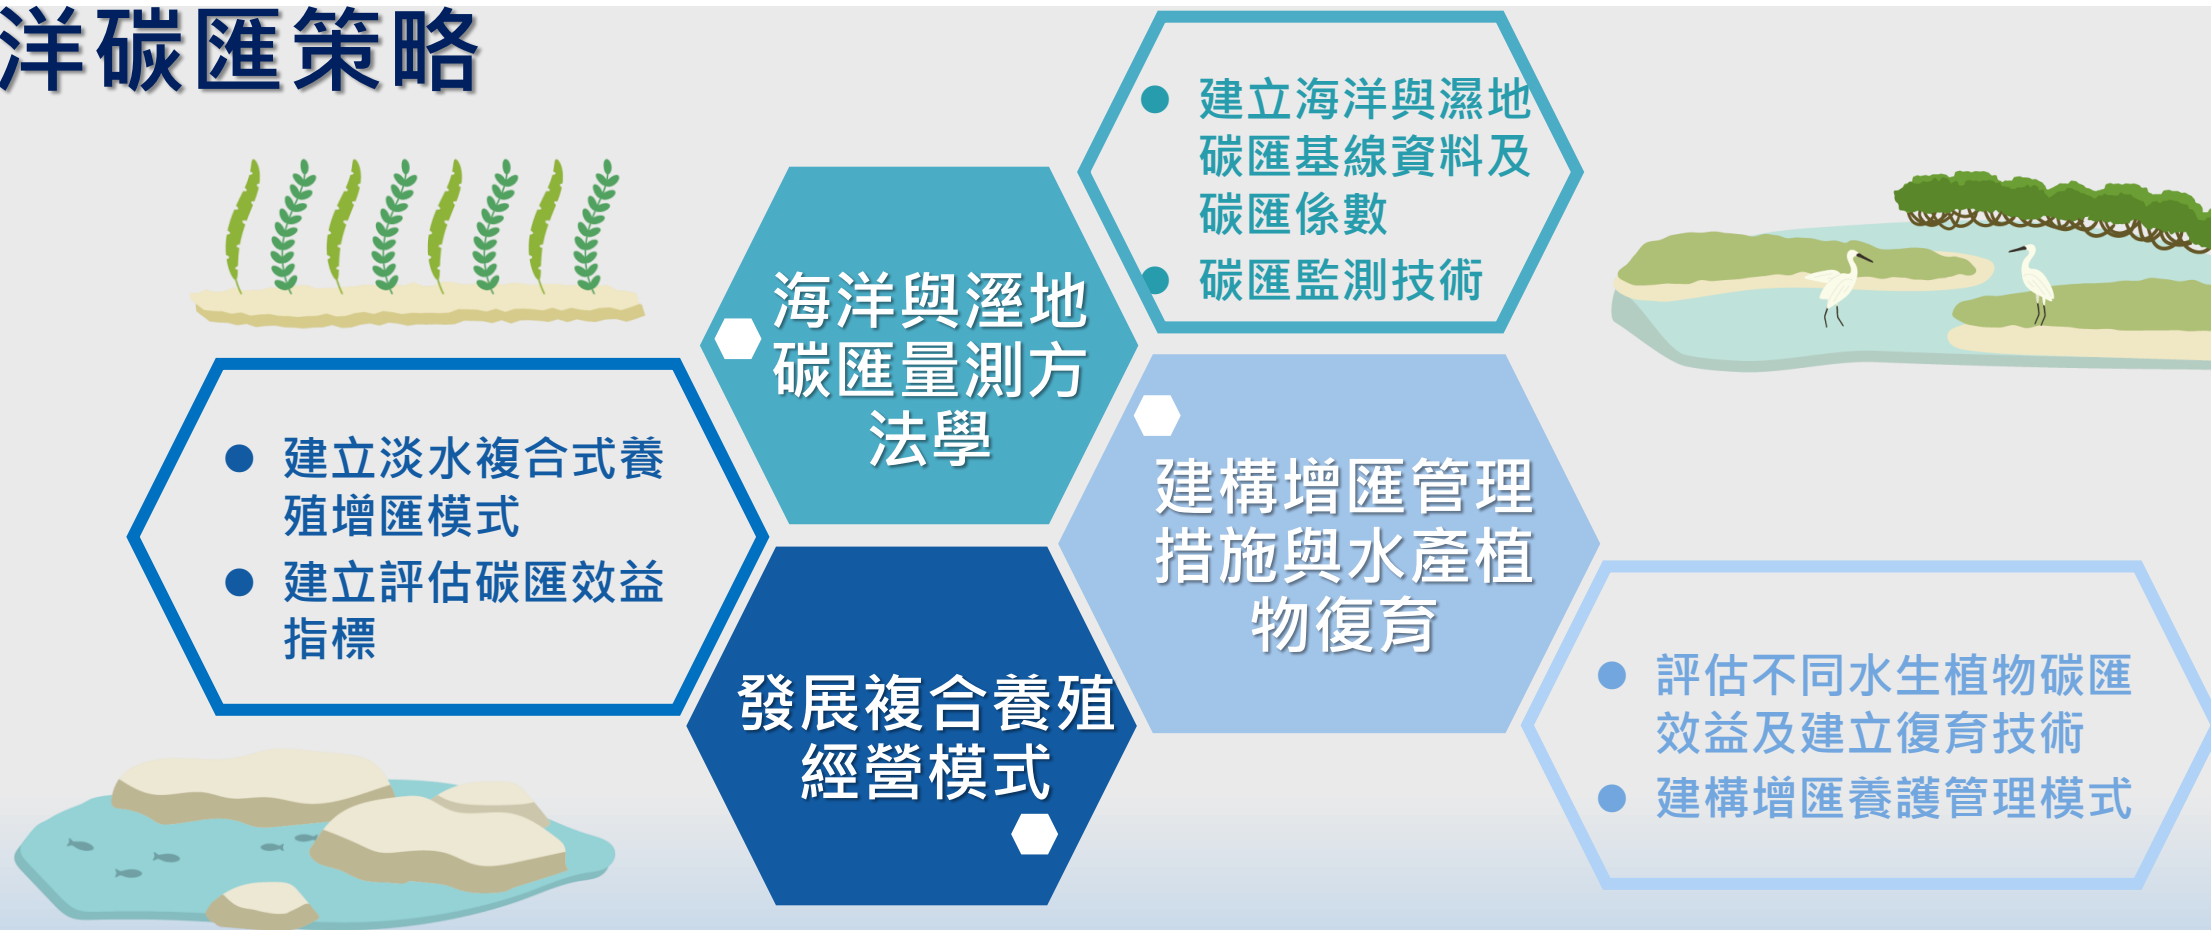 洋碳匯策略
建立海洋與濕地
碳匯基線資料及
碳匯係數
碳匯監測技術
海洋與溼地
碳匯量測方
法學
建立淡水複合式養
殖增匯模式
建立評估碳匯效益
指標
建構增匯管理
措施與水產植
物復育
發展複合養殖
經營模式
評估不同水生植物碳匯
效益及建立復育技術
建構增匯養護管理模式